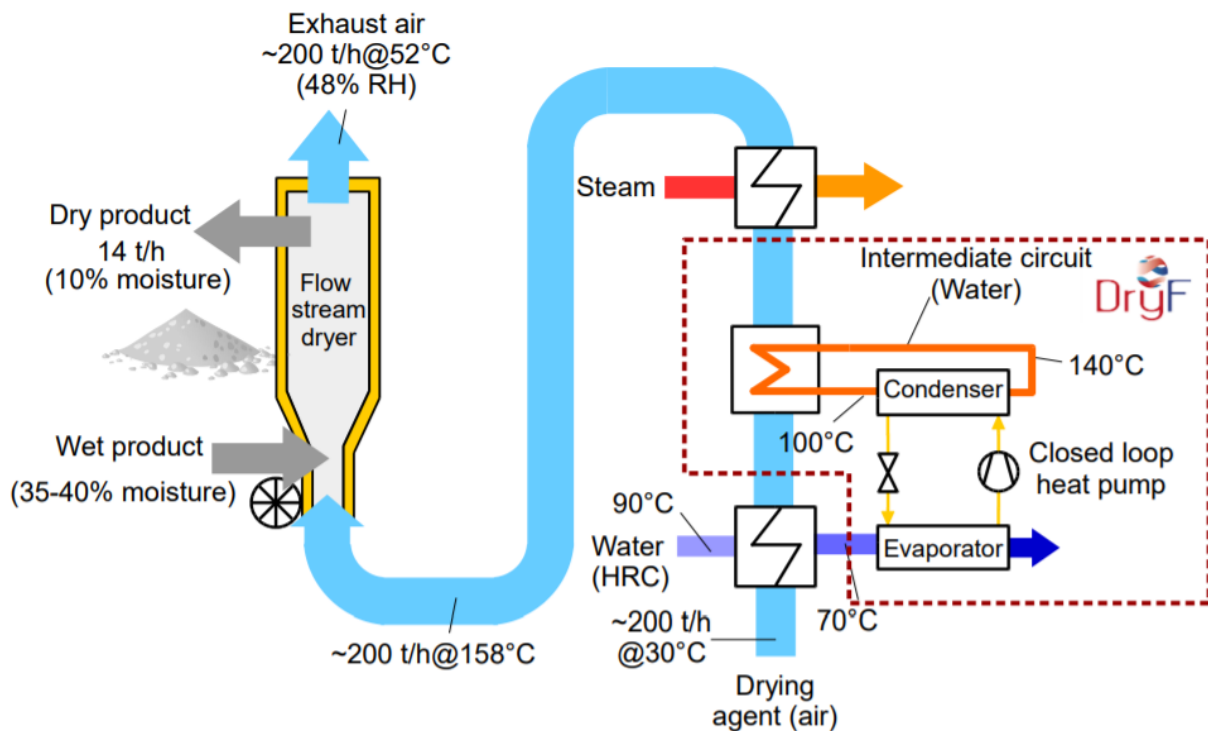 Exhaust air
~200 t/h@52°C
(48% RH)
Dry product
14 t/h
(10% moisture)
Flow
stream
dryer
Wet product
(35-40% moisture)
~200 t/h@158°C
Steam
Intermediate circuit
(Water)
DryF
140°C
Condenser
100°C
Closed loop
heat pump
90°C
Water
(HRC)
Evaporator
70°C
~200 t/h
@30°C
Drying
agent (air)